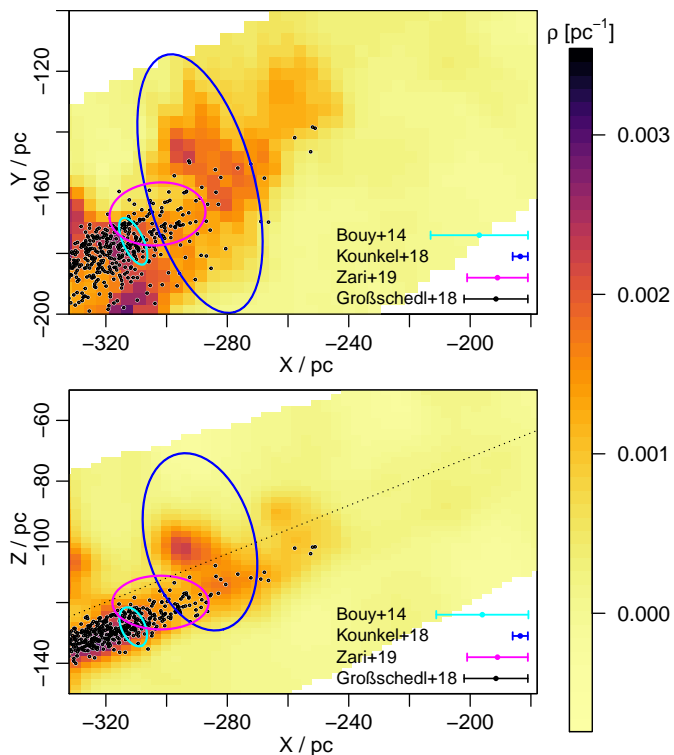 ρ [pc⁻¹]
−120
−160
−200
Y / pc
Bouy+14
Kounkel+18
Zari+19
Großschedl+18
−320
−280
−240
−200
X / pc
0.003
0.002
0.001
0.000
−60
−100
−140
Z / pc
Bouy+14
Kounkel+18
Zari+19
Großschedl+18
−320
−280
−240
−200
X / pc